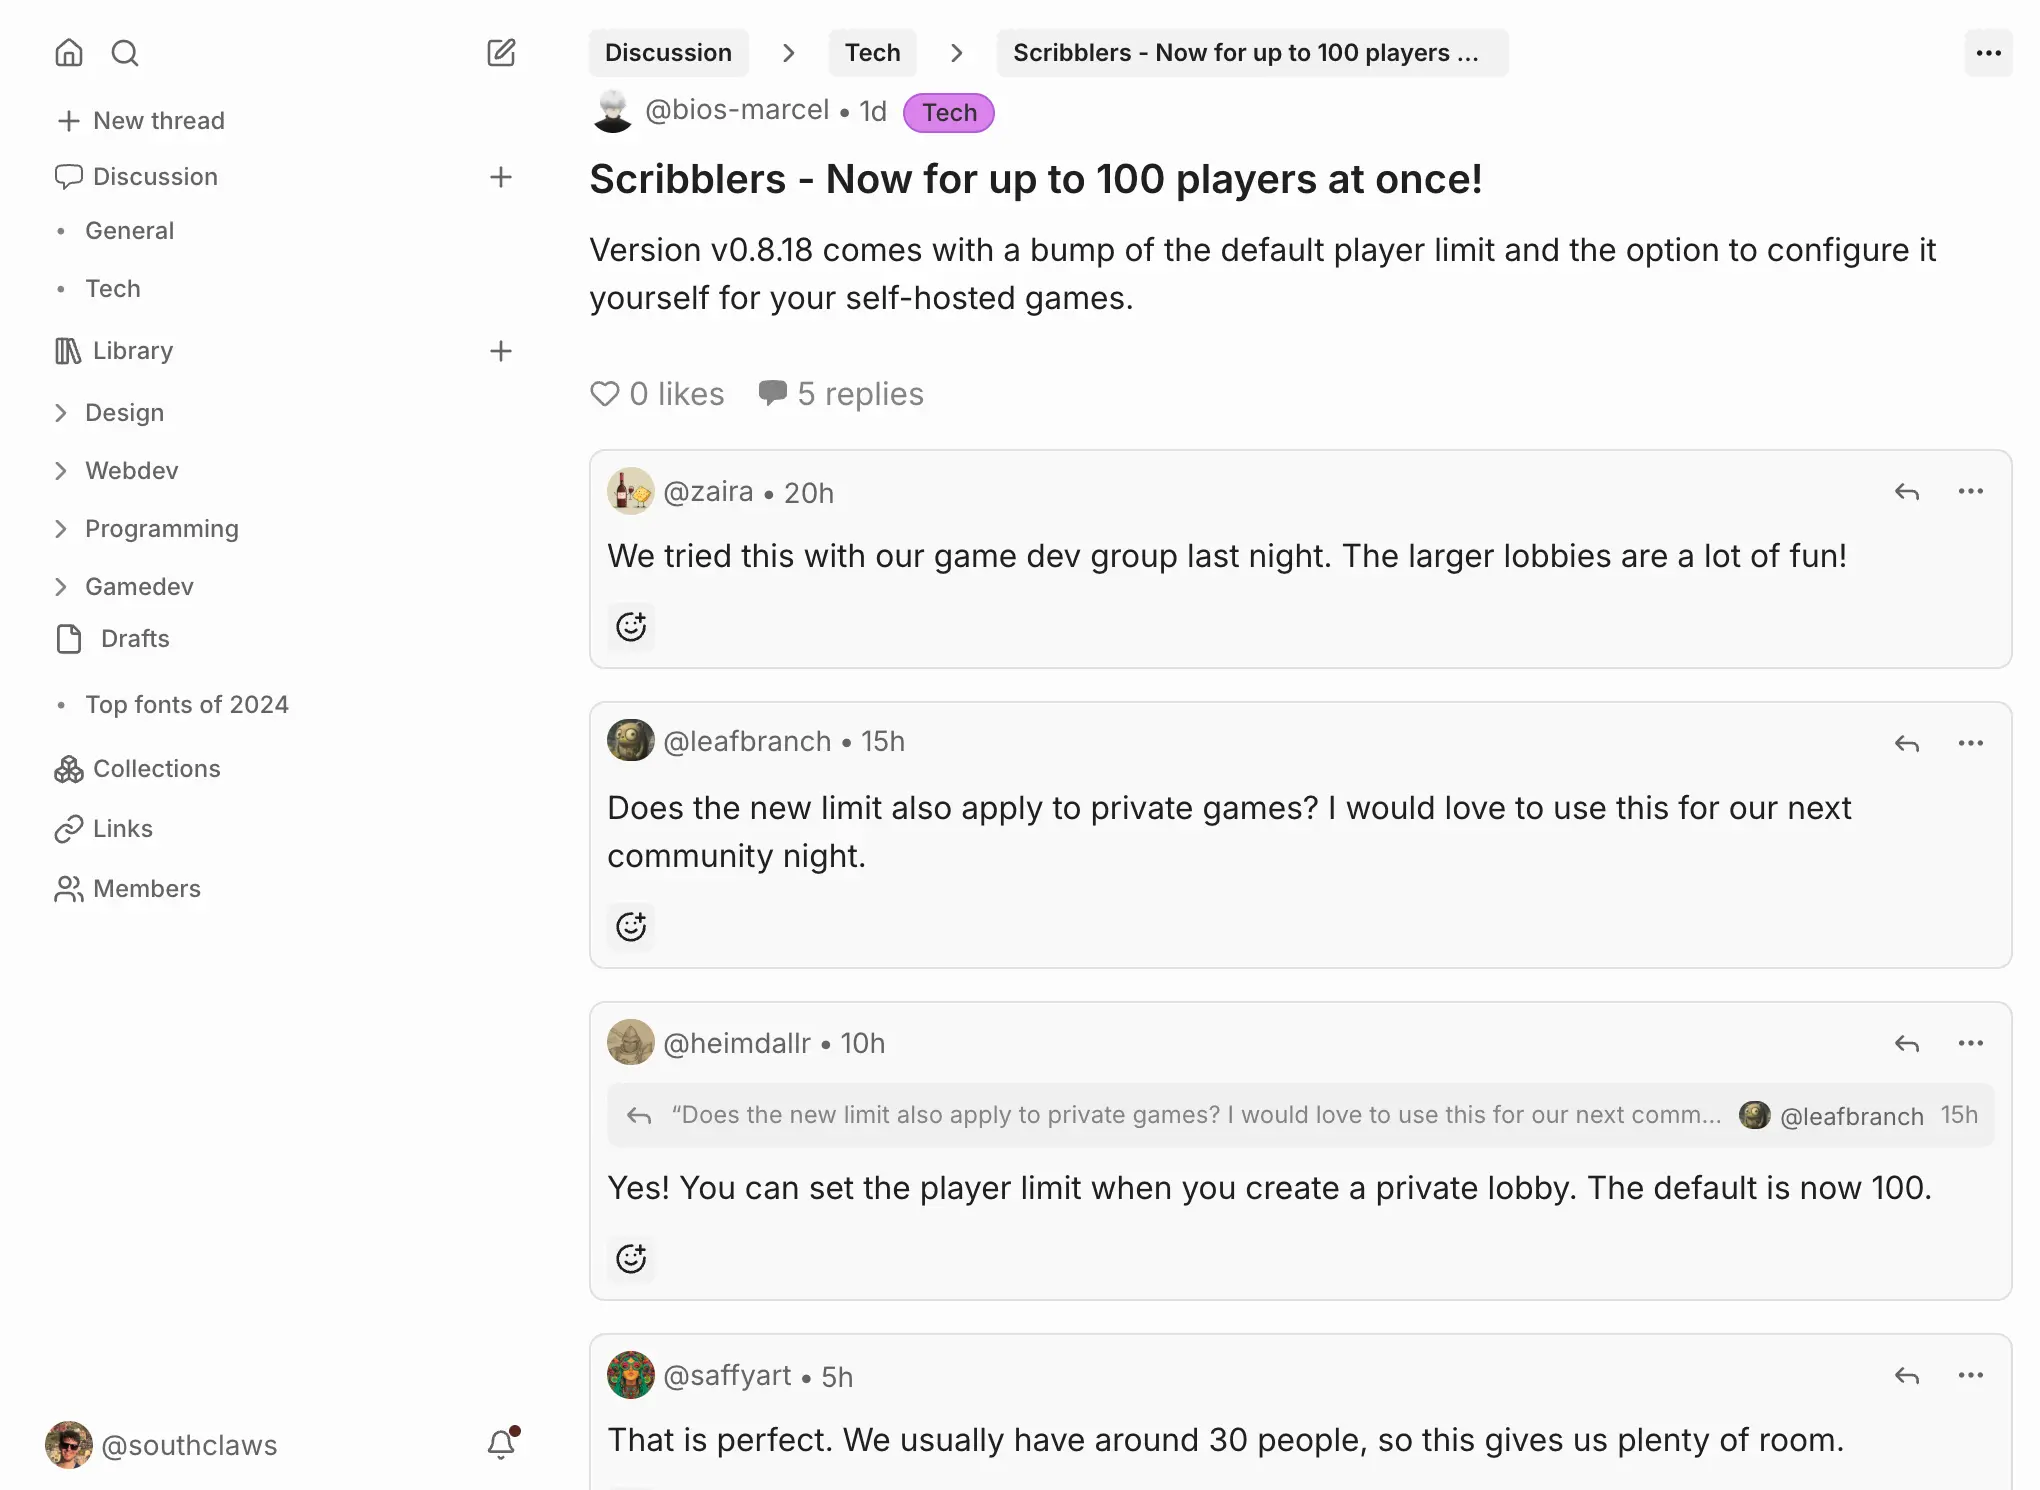 New thread
Discussion
General
Tech
Library
Design
Webdev
Programming
Gamedev
Drafts
Top fonts of 2024
Collections
Links
Members
@southclaws
Discussion > Tech > Scribblers - Now for up to 100 players ...
@bios-marcel • 1d Tech
Scribblers - Now for up to 100 players at once!
Version v0.8.18 comes with a bump of the default player limit and the option to configure it
yourself for your self-hosted games.
0 likes 5 replies
@zaira • 20h
We tried this with our game dev group last night. The larger lobbies are a lot of fun!
@leafbranch • 15h
Does the new limit also apply to private games? I would love to use this for our next
community night.
@heimdallr • 10h
“Does the new limit also apply to private games? I would love to use this for our next comm... @leafbranch 15h
Yes! You can set the player limit when you create a private lobby. The default is now 100.
@saffyart • 5h
That is perfect. We usually have around 30 people, so this gives us plenty of room.